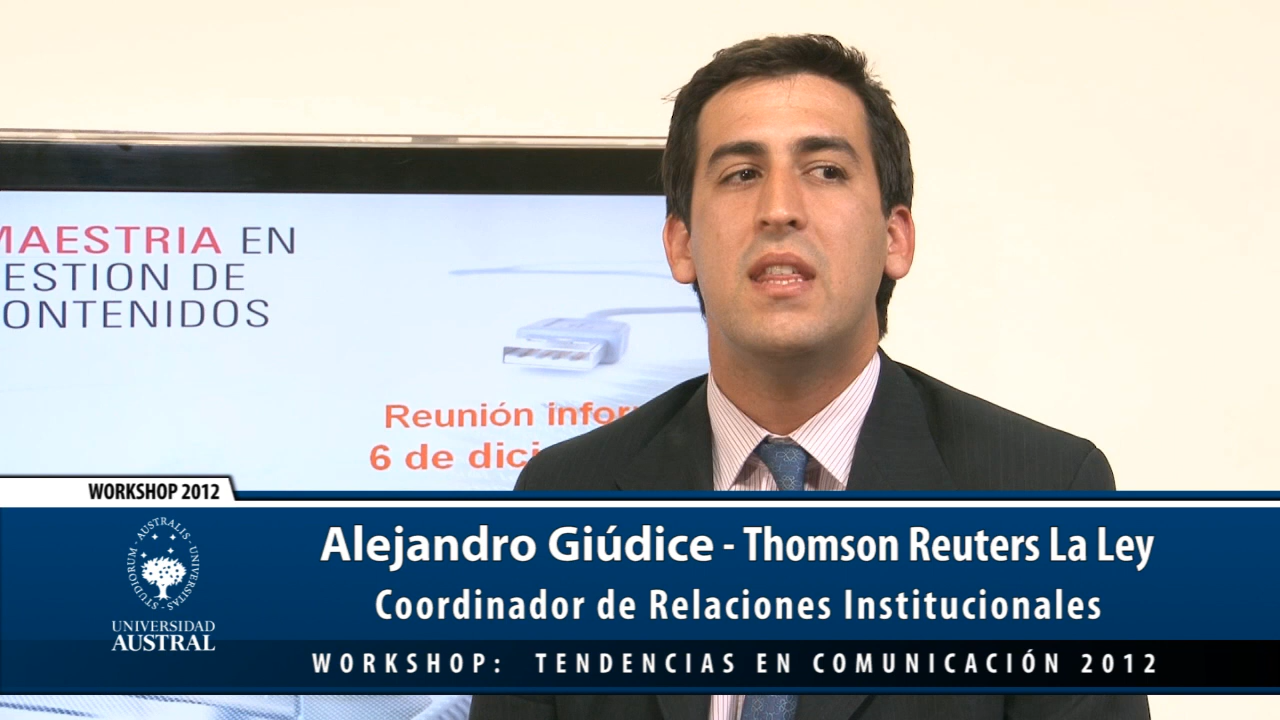 MAESTRIA EN
ESTION DE
ONTENIDOS
Reunión infor
6 de dici
WORKSHOP 2012
STUDIORUM - AUSTRALIS - UNIVERSITAS -
UNIVERSIDAD
AUSTRAL
Alejandro Giúdice - Thomson Reuters La Ley
Coordinador de Relaciones Institucionales
WORKSHOP: TENDENCIAS EN COMUNICACIÓN 2012